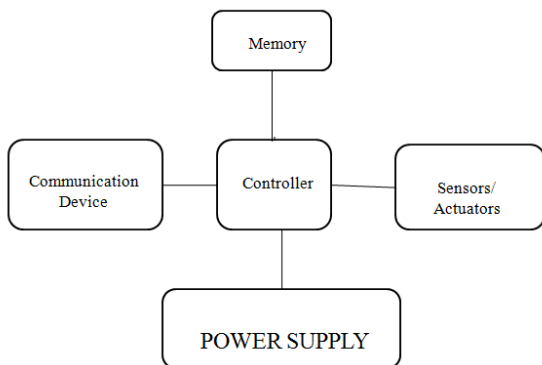 Memory
Communication
Device
Controller
Sensors/
Actuators
POWER SUPPLY